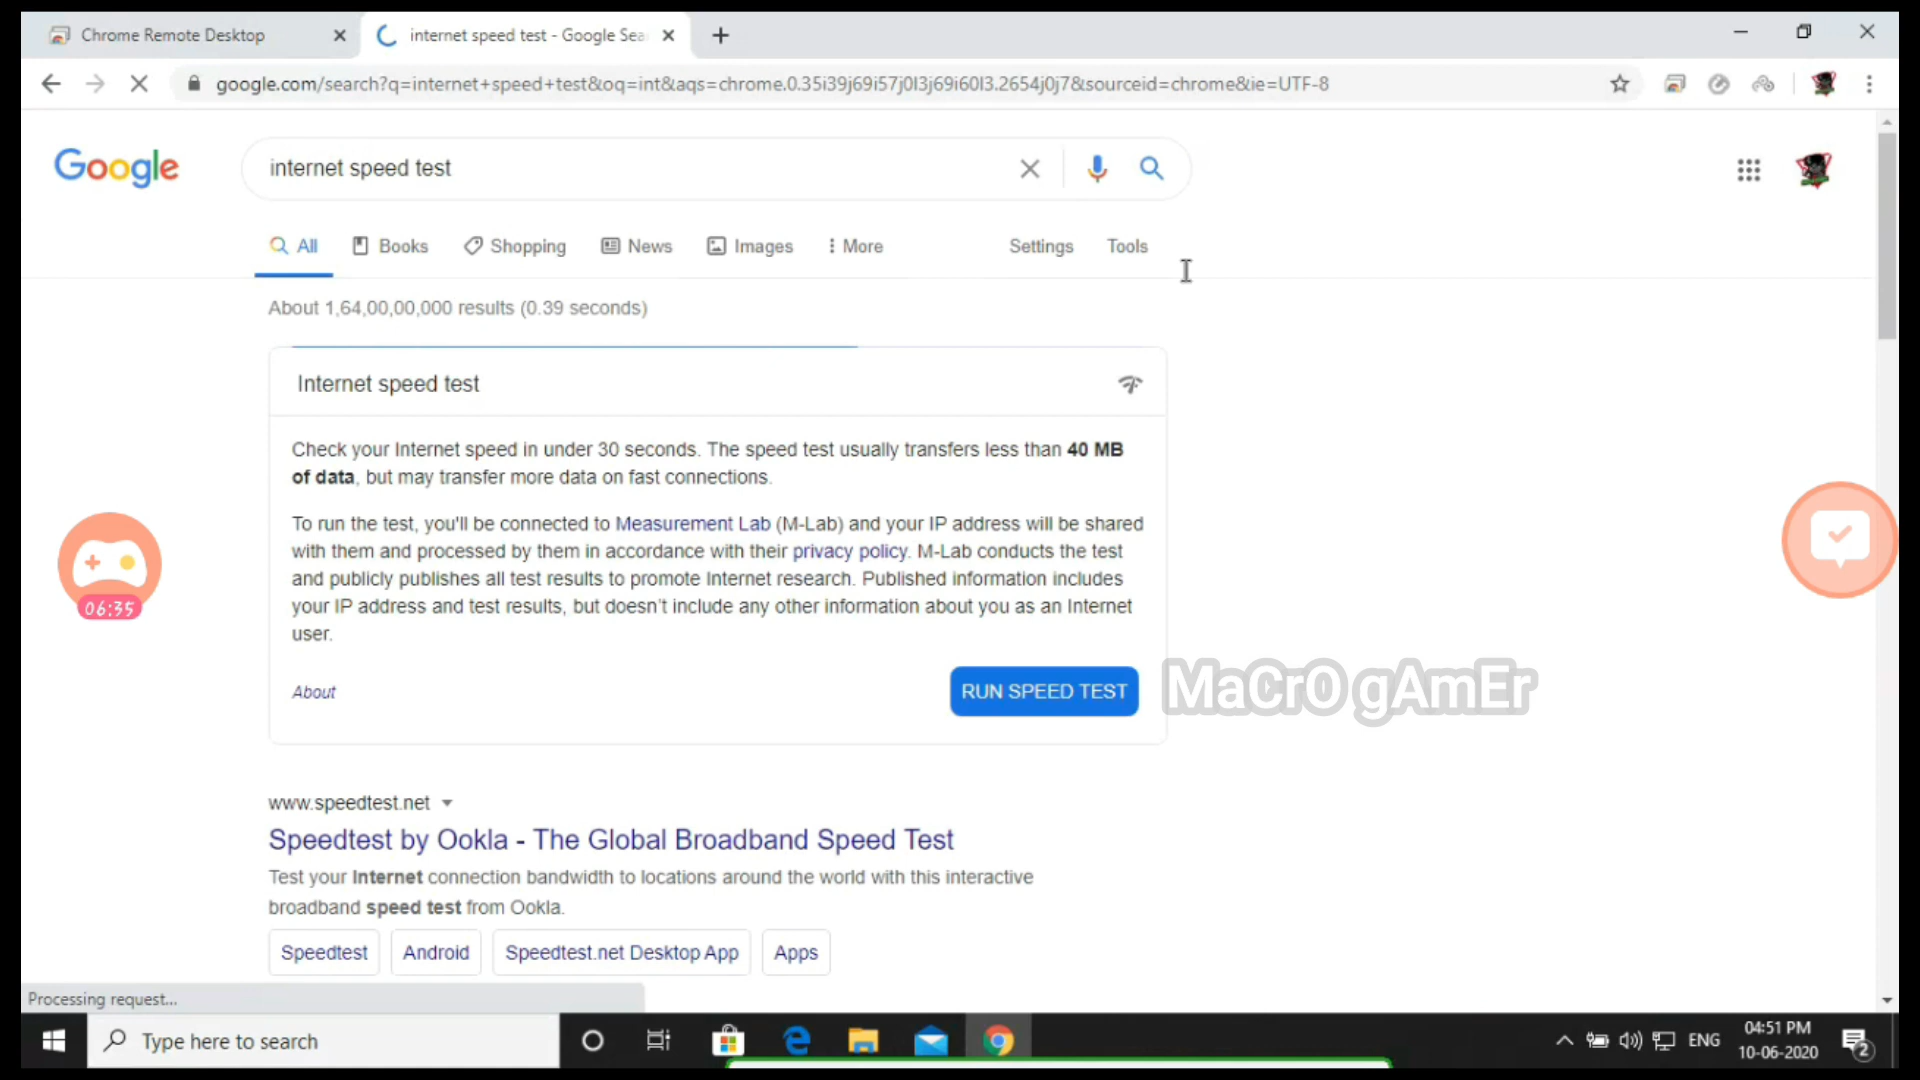 Chrome Remote Desktop
internet speed test - Google Sea
google.com/search?q=internet+speed+test&oq=int&aqs=chrome.0.35i39j69i57j0l3j69i60l3.2654j0j7&sourceid=chrome&ie=UTF-8
Google
internet speed test
All Books Shopping News Images More Settings Tools
About 1,64,00,00,000 results (0.39 seconds)
Internet speed test
Check your Internet speed in under 30 seconds. The speed test usually transfers less than 40 MB
of data, but may transfer more data on fast connections.
To run the test, you'll be connected to Measurement Lab (M-Lab) and your IP address will be shared
with them and processed by them in accordance with their privacy policy. M-Lab conducts the test
and publicly publishes all test results to promote Internet research. Published information includes
your IP address and test results, but doesn't include any other information about you as an Internet
user.
06:35
About
RUN SPEED TEST
MaCrO gAmEr
www.speedtest.net
Speedtest by Ookla - The Global Broadband Speed Test
Test your Internet connection bandwidth to locations around the world with this interactive
broadband speed test from Ookla.
Speedtest Android Speedtest.net Desktop App Apps
Processing request...
Type here to search
ENG
04:51 PM
10-06-2020
2